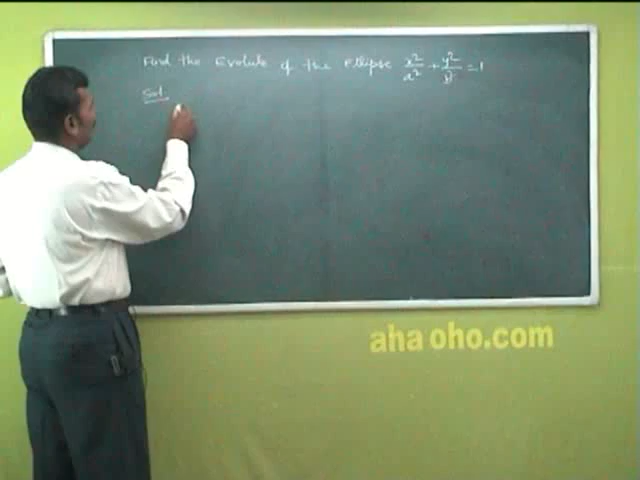 Find the Evolute of the Ellipse x²/a² + y²/b² = 1
Sol
aha oho.com